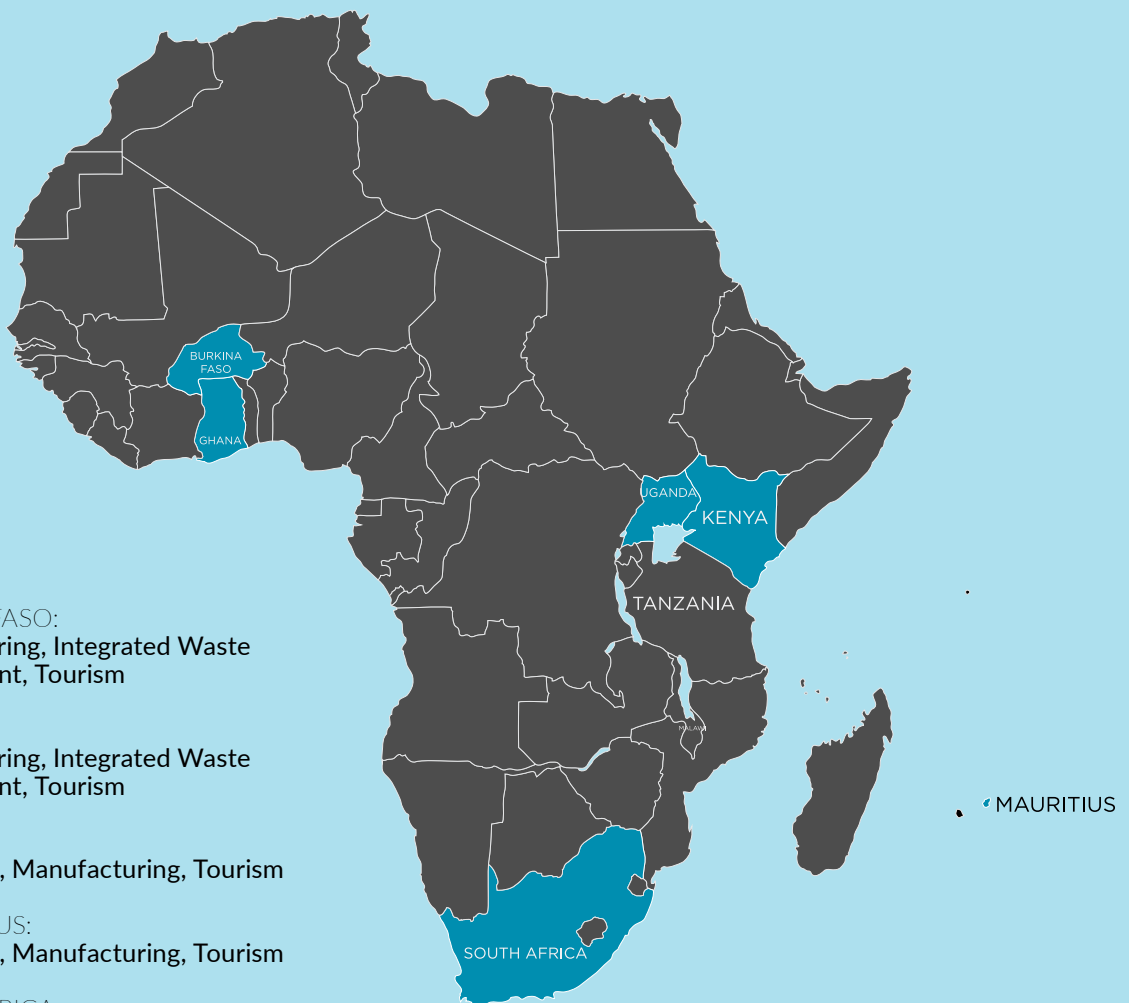 BURKINA
FASO
GHANA
UGANDA
KENYA
TANZANIA
MALAWI
MAURITIUS
SOUTH AFRICA
FASO:
ring, Integrated Waste
nt, Tourism
ring, Integrated Waste
nt, Tourism
, Manufacturing, Tourism
US:
, Manufacturing, Tourism